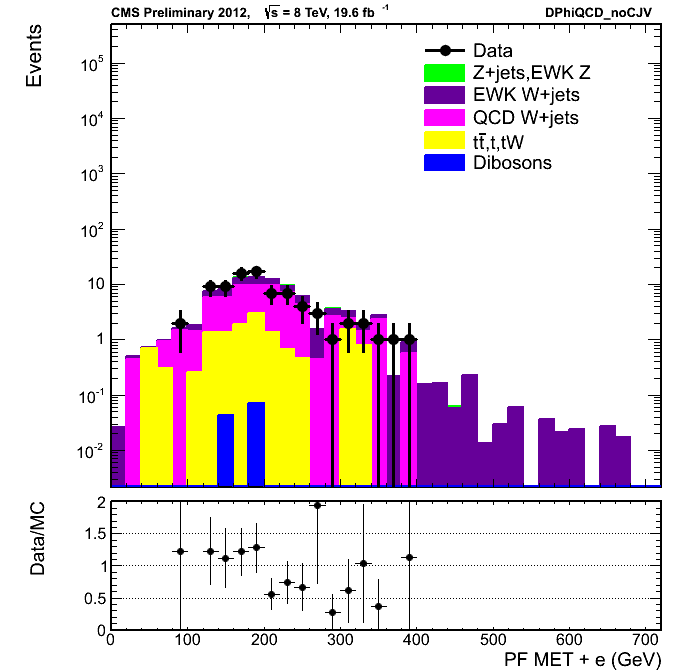 CMS Preliminary 2012, √s = 8 TeV, 19.6 fb⁻¹ DPhiQCD_noCJV
Events
10⁵
10⁴
10³
10²
10
1
10⁻¹
10⁻²
Data
Z+jets,EWK Z
EWK W+jets
QCD W+jets
tt̄,t,tW
Dibosons
Data/MC
2
1.5
1
0.5
0
0 100 200 300 400 500 600 700
PF MET + e (GeV)